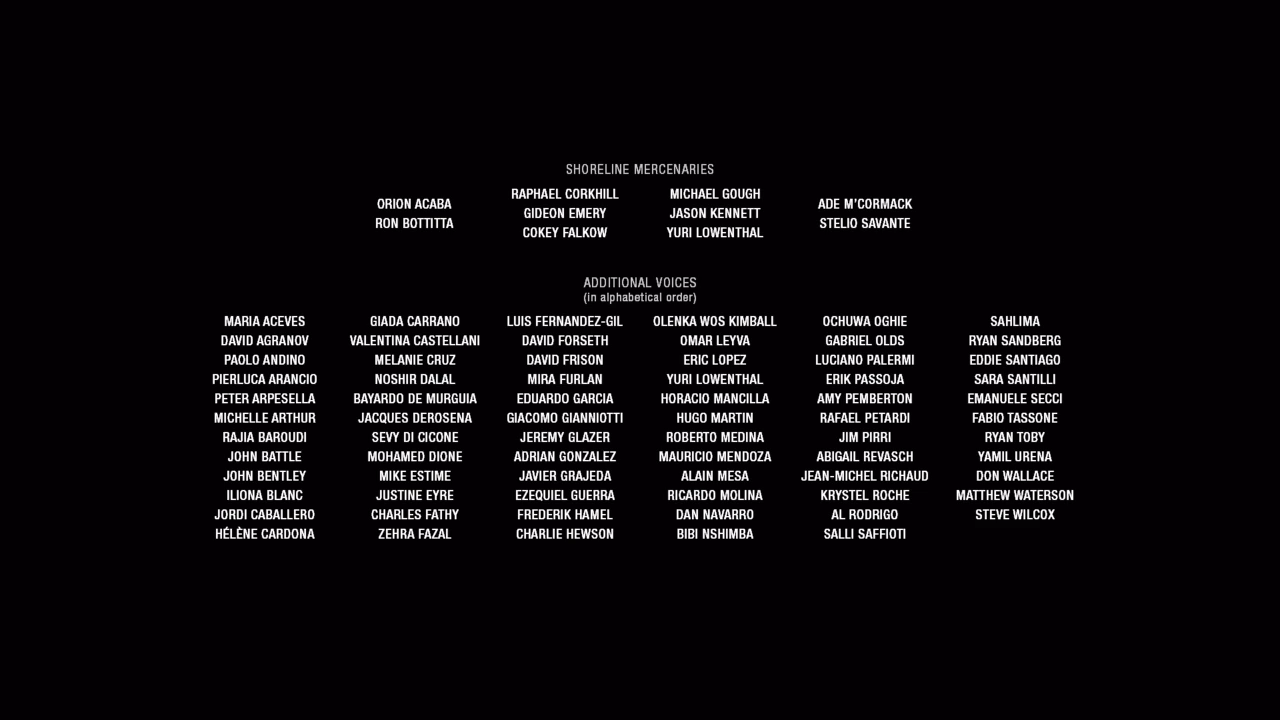 SHORELINE MERCENARIES
ORION ACABA
RON BOTTITTA
RAPHAEL CORKHILL
GIDEON EMERY
COKEY FALKOW
MICHAEL GOUGH
JASON KENNETT
YURI LOWENTHAL
ADE M'CORMACK
STELIO SAVANTE
ADDITIONAL VOICES
(in alphabetical order)
MARIA ACEVES
DAVID AGRANOV
PAOLO ANDINO
PIERLUCA ARANCIO
PETER ARPESELLA
MICHELLE ARTHUR
RAJIA BAROUDI
JOHN BATTLE
JOHN BENTLEY
ILIONA BLANC
JORDI CABALLERO
HÉLÈNE CARDONA
GIADA CARRANO
VALENTINA CASTELLANI
MELANIE CRUZ
NOSHIR DALAL
BAYARDO DE MURGUIA
JACQUES DEROSENA
SEVY DI CICONE
MOHAMED DIONE
MIKE ESTIME
JUSTINE EYRE
CHARLES FATHY
ZEHRA FAZAL
LUIS FERNANDEZ-GIL
DAVID FORSETH
DAVID FRISON
MIRA FURLAN
EDUARDO GARCIA
GIACOMO GIANNIOTTI
JEREMY GLAZER
ADRIAN GONZALEZ
JAVIER GRAJEDA
EZEQUIEL GUERRA
FREDERIK HAMEL
CHARLIE HEWSON
OLENKA WOS KIMBALL
OMAR LEYVA
ERIC LOPEZ
YURI LOWENTHAL
HORACIO MANCILLA
HUGO MARTIN
ROBERTO MEDINA
MAURICIO MENDOZA
ALAIN MESA
RICARDO MOLINA
DAN NAVARRO
BIBI NSHIMBA
OCHUWA OGHIE
GABRIEL OLDS
LUCIANO PALERMI
ERIK PASSOJA
AMY PEMBERTON
RAFAEL PETARDI
JIM PIRRI
ABIGAIL REVASCH
JEAN-MICHEL RICHAUD
KRYSTEL ROCHE
AL RODRIGO
SALLI SAFFIOTI
SAHLIMA
RYAN SANDBERG
EDDIE SANTIAGO
SARA SANTILLI
EMANUELE SECCI
FABIO TASSONE
RYAN TOBY
YAMIL URENA
DON WALLACE
MATTHEW WATERSON
STEVE WILCOX